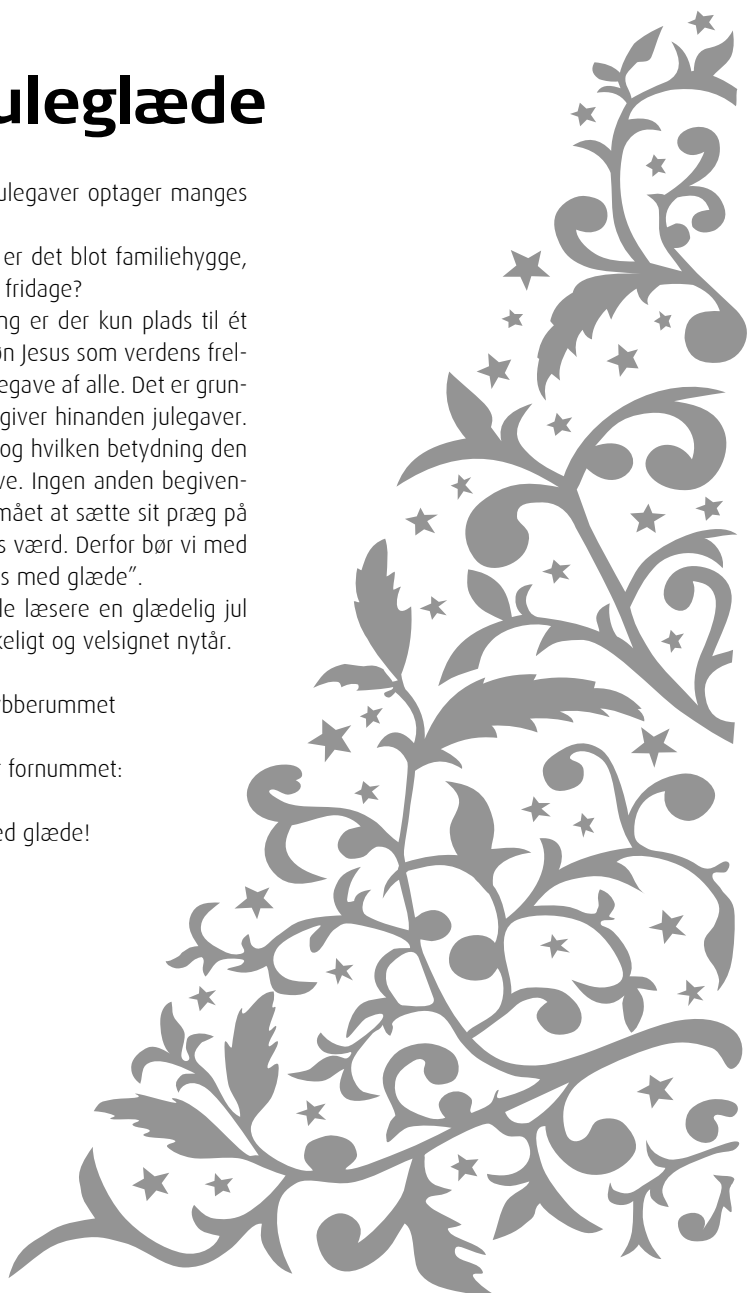 uleglæde
ulegaver optager manges
er det blot familiehygge,
fridage?
ng er der kun plads til ét
øn Jesus som verdens frel-
egave af alle. Det er grun-
giver hinanden julegaver.
og hvilken betydning den
ve. Ingen anden begiven-
mået at sætte sit præg på
s værd. Derfor bør vi med
s med glæde”.
le læsere en glædelig jul
keligt og velsignet nytår.
bberummet
r fornummet:
ed glæde!